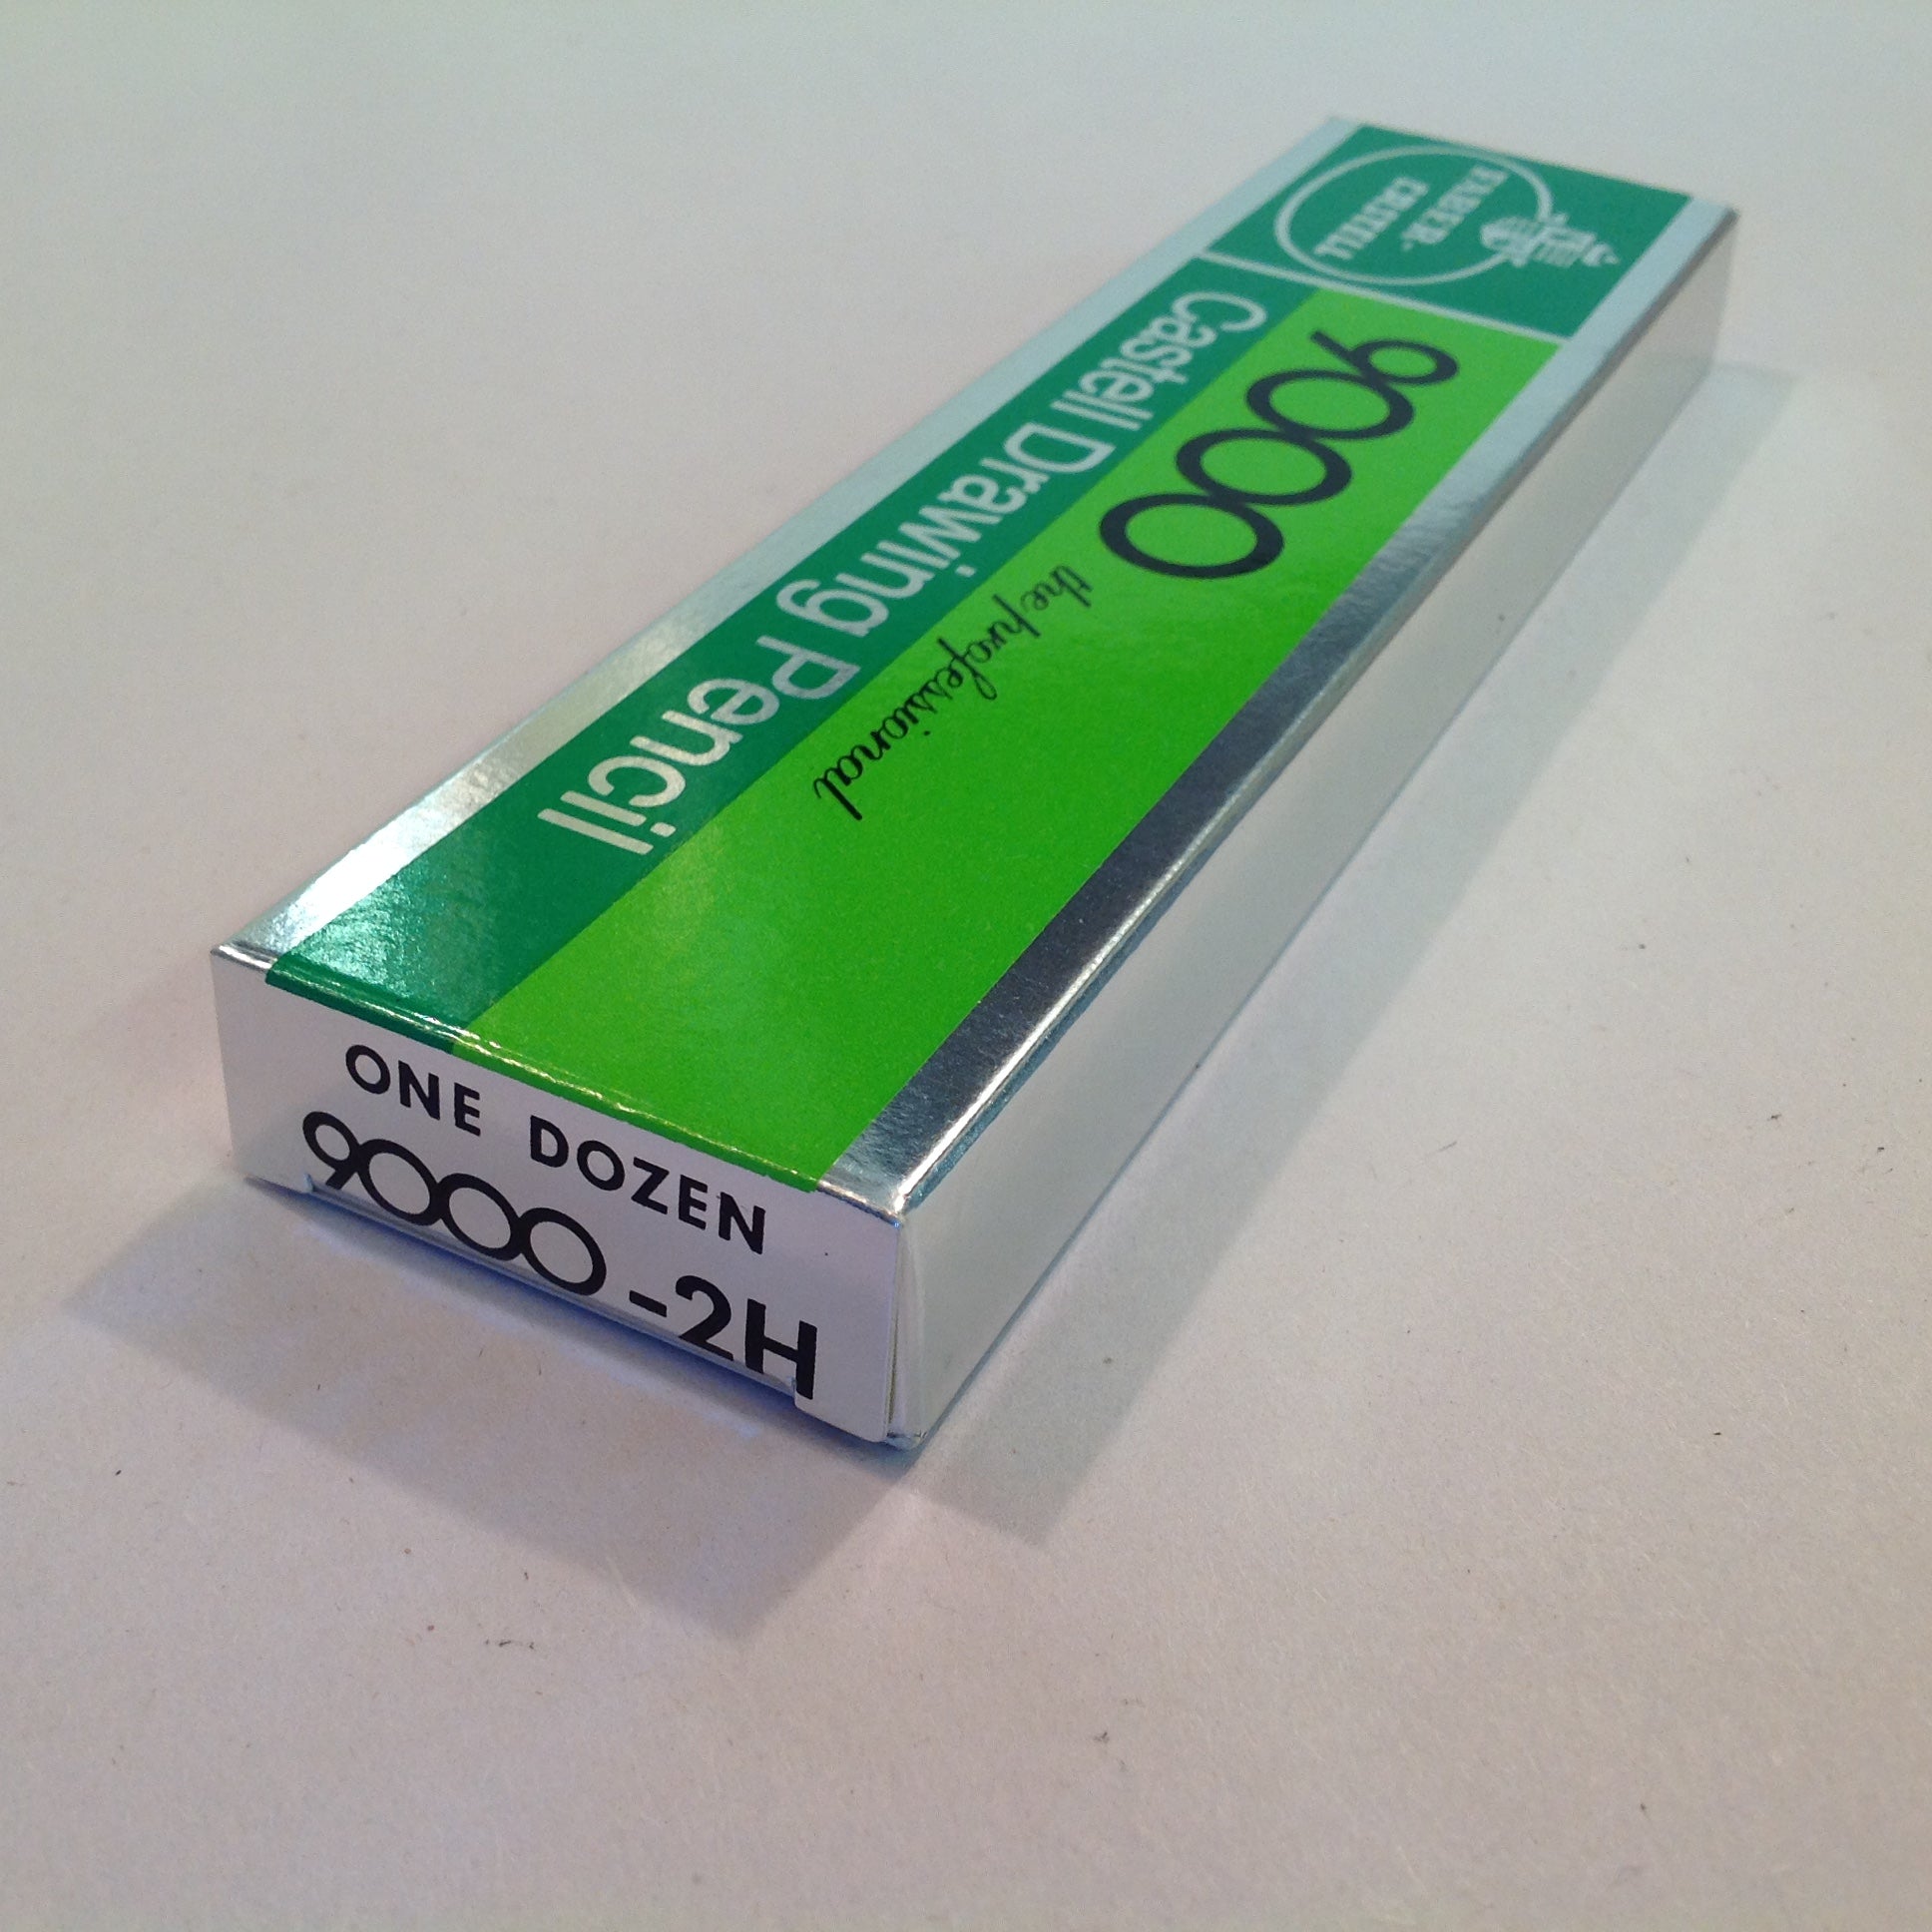 FABER-
CASTELL
9000
the professional
Castell Drawing Pencil
ONE DOZEN
9000-2H